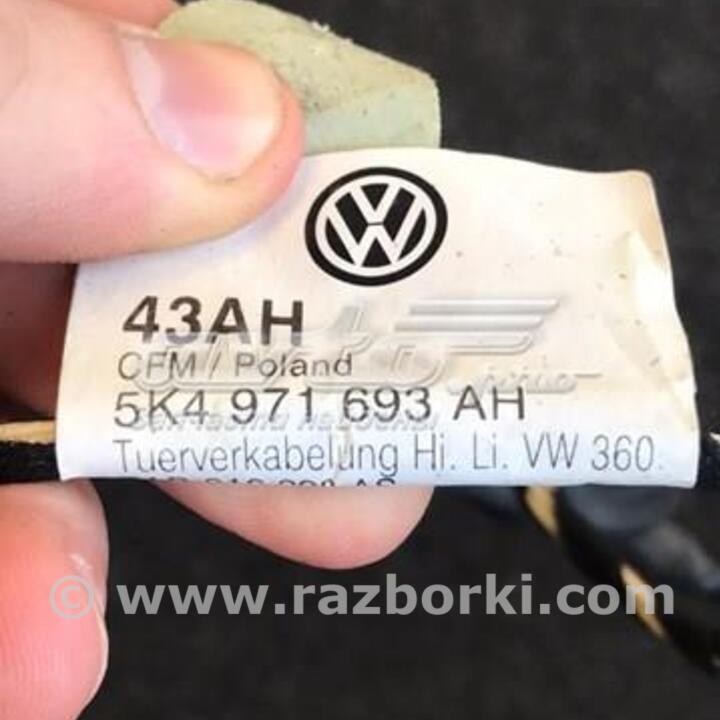 43AH
CFM / Poland
5K4 971 693 AH
Tuerverkabelung Hi. Li. VW 360.
© www.razborki.com